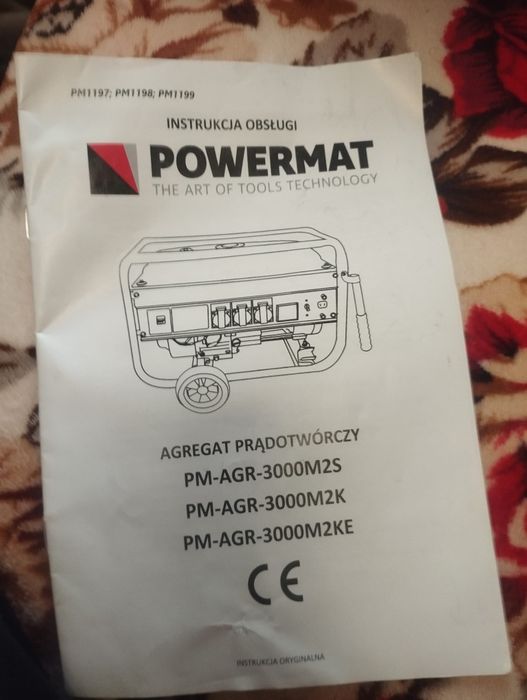 PM1197; PM1198; PM1199
INSTRUKCJA OBSŁUGI
POWERMAT
THE ART OF TOOLS TECHNOLOGY
AGREGAT PRĄDOTWÓRCZY
PM-AGR-3000M2S
PM-AGR-3000M2K
PM-AGR-3000M2KE
CE
INSTRUKCJA ORYGINALNA